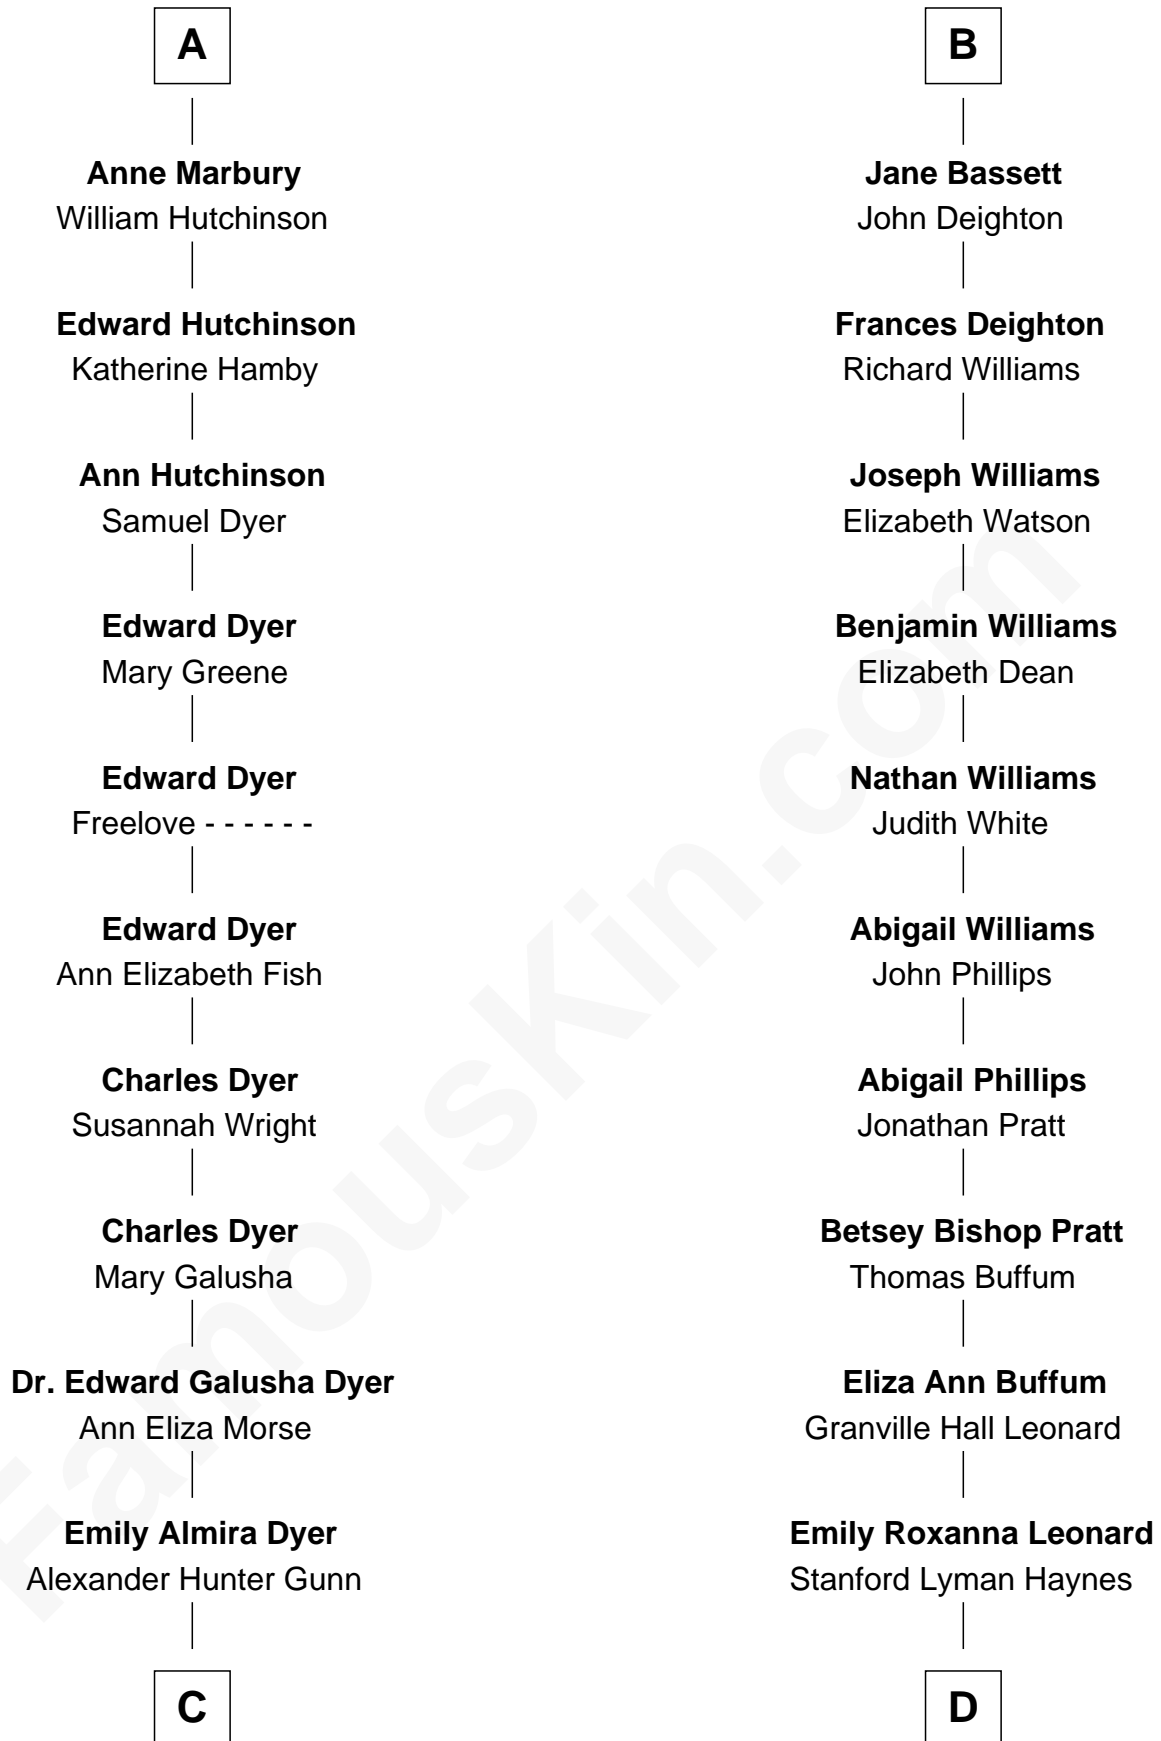 A
Anne Marbury
William Hutchinson
Edward Hutchinson
Katherine Hamby
Ann Hutchinson
Samuel Dyer
Edward Dyer
Mary Greene
Edward Dyer
Freelove - - - - - -
Edward Dyer
Ann Elizabeth Fish
Charles Dyer
Susannah Wright
Charles Dyer
Mary Galusha
Dr. Edward Galusha Dyer
Ann Eliza Morse
Emily Almira Dyer
Alexander Hunter Gunn
C
B
Jane Bassett
John Deighton
Frances Deighton
Richard Williams
Joseph Williams
Elizabeth Watson
Benjamin Williams
Elizabeth Dean
Nathan Williams
Judith White
Abigail Williams
John Phillips
Abigail Phillips
Jonathan Pratt
Betsey Bishop Pratt
Thomas Buffum
Eliza Ann Buffum
Granville Hall Leonard
Emily Roxanna Leonard
Stanford Lyman Haynes
D
FamousKin.com